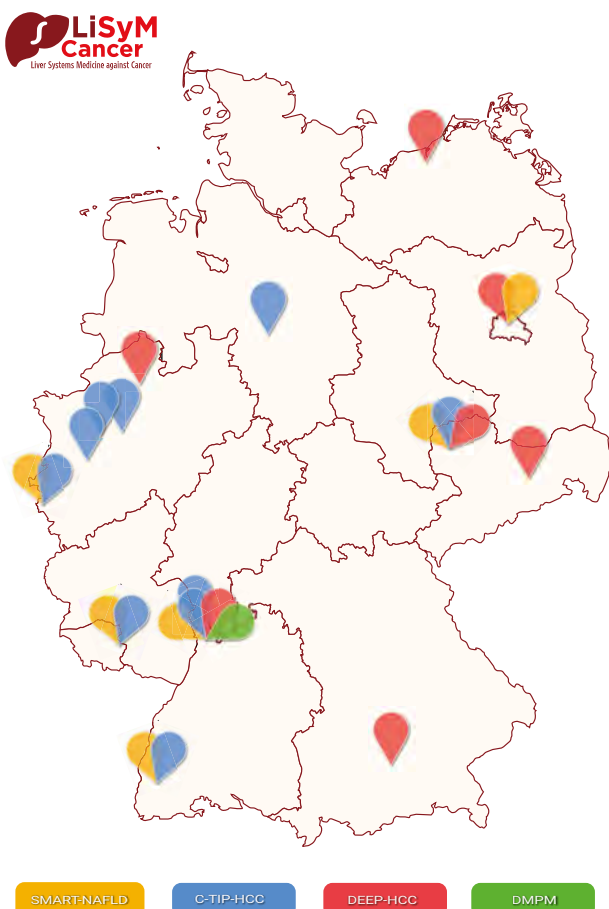 LiSyM
Cancer
Liver Systems Medicine against Cancer
SMART-NAFLD
C-TIP-HCC
DEEP-HCC
DMPM